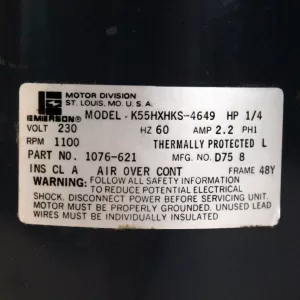 MOTOR DIVISION
ST. LOUIS, MO. U.S.A.
EMERSON® MODEL-K55HXHKS-4649 HP 1/4
VOLT 230 HZ 60 AMP 2.2 PH1
RPM 1100 THERMALLY PROTECTED L
PART NO. 1076-621 MFG. NO. D75 8
INS CL A AIR OVER CONT FRAME 48Y
WARNING: FOLLOW ALL SAFETY INFORMATION
TO REDUCE POTENTIAL ELECTRICAL
SHOCK. DISCONNECT POWER BEFORE SERVICING UNIT.
MOTOR MUST BE PROPERLY GROUNDED. UNUSED LEAD
WIRES MUST BE INDIVIDUALLY INSULATED